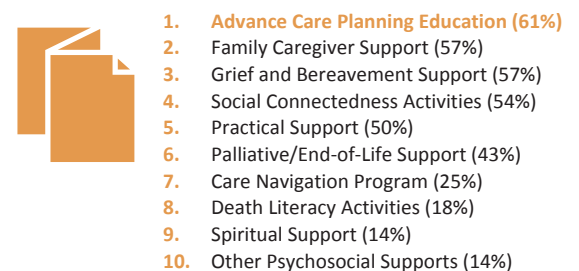 1. Advance Care Planning Education (61%)
2. Family Caregiver Support (57%)
3. Grief and Bereavement Support (57%)
4. Social Connectedness Activities (54%)
5. Practical Support (50%)
6. Palliative/End-of-Life Support (43%)
7. Care Navigation Program (25%)
8. Death Literacy Activities (18%)
9. Spiritual Support (14%)
10. Other Psychosocial Supports (14%)